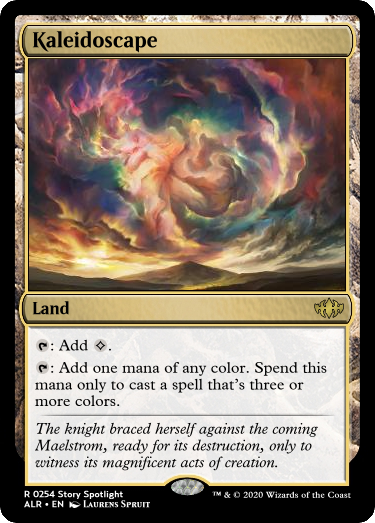 Kaleidoscape
Land
: Add .
: Add one mana of any color. Spend this
mana only to cast a spell that's three or
more colors.
The knight braced herself against the coming
Maelstrom, ready for its destruction, only to
witness its magnificent acts of creation.
R 0254 Story Spotlight
ALR • EN Laurens Spruit
™ & © 2020 Wizards of the Coast